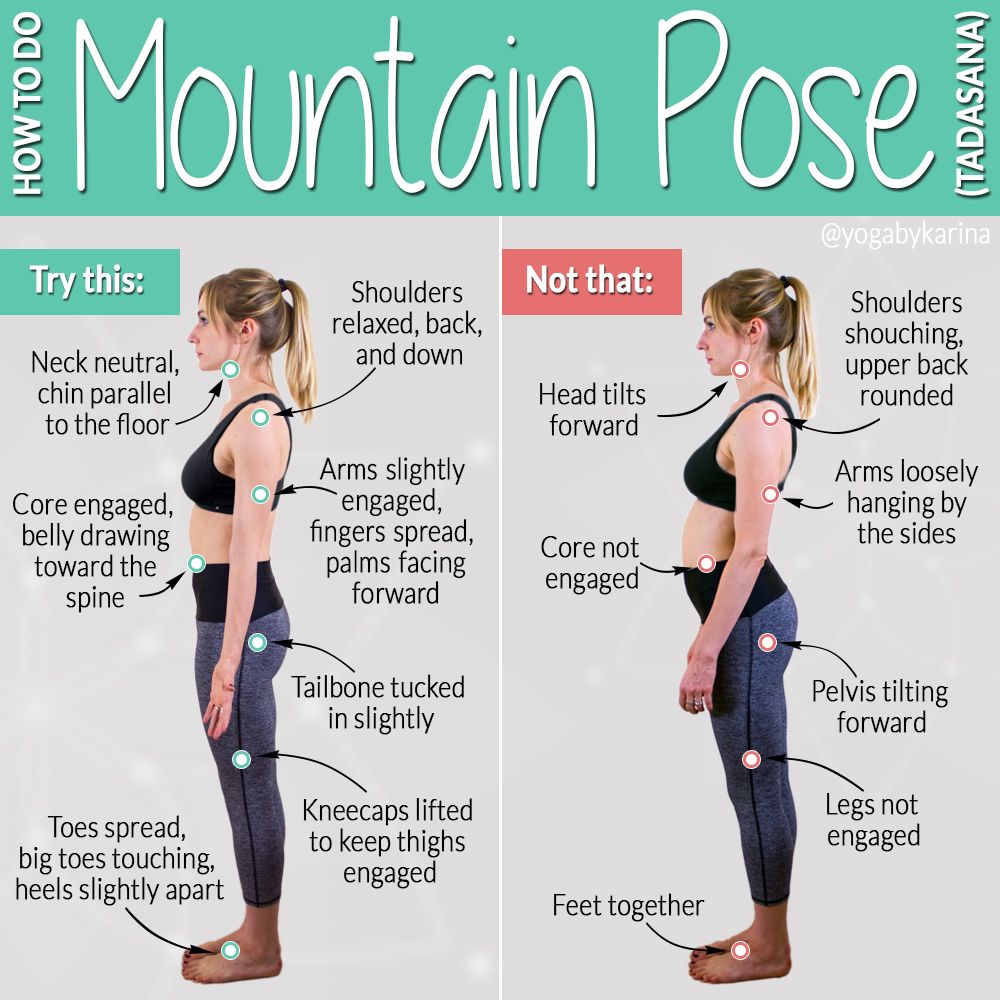 HOW TO DO
Mountain Pose
(TADASANA)
@yogabykarina
Try this:
Shoulders
relaxed, back,
and down
Neck neutral,
chin parallel
to the floor
Arms slightly
engaged,
fingers spread,
palms facing
forward
Core engaged,
belly drawing
toward the
spine
Tailbone tucked
in slightly
Kneecaps lifted
to keep thighs
engaged
Toes spread,
big toes touching,
heels slightly apart
Not that:
Shoulders
shouching,
upper back
rounded
Head tilts
forward
Arms loosely
hanging by
the sides
Core not
engaged
Pelvis tilting
forward
Legs not
engaged
Feet together